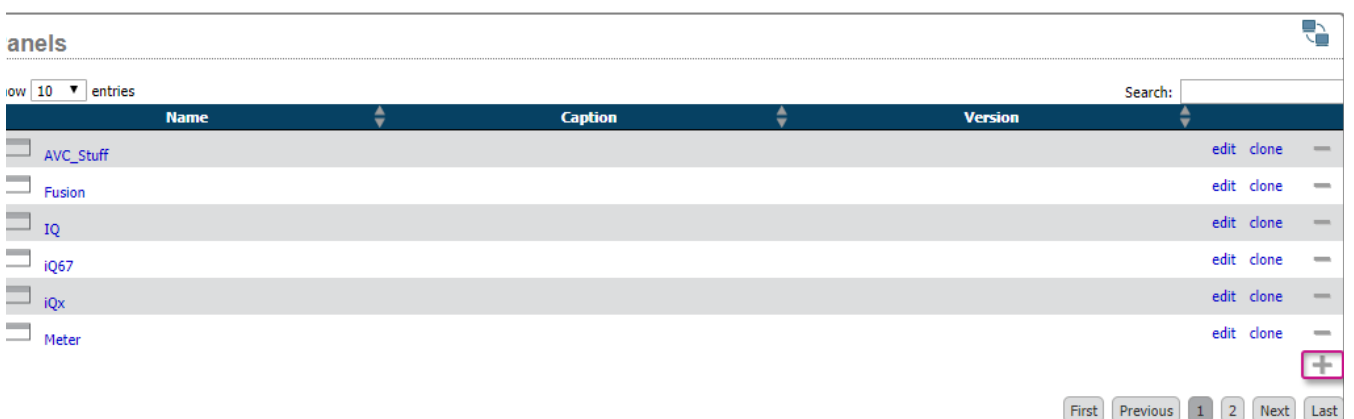 anels
ow 10 entries
Search:
Name Caption Version
AVC_Stuff edit clone
Fusion edit clone
IQ edit clone
iQ67 edit clone
iQx edit clone
Meter edit clone
First Previous 1 2 Next Last